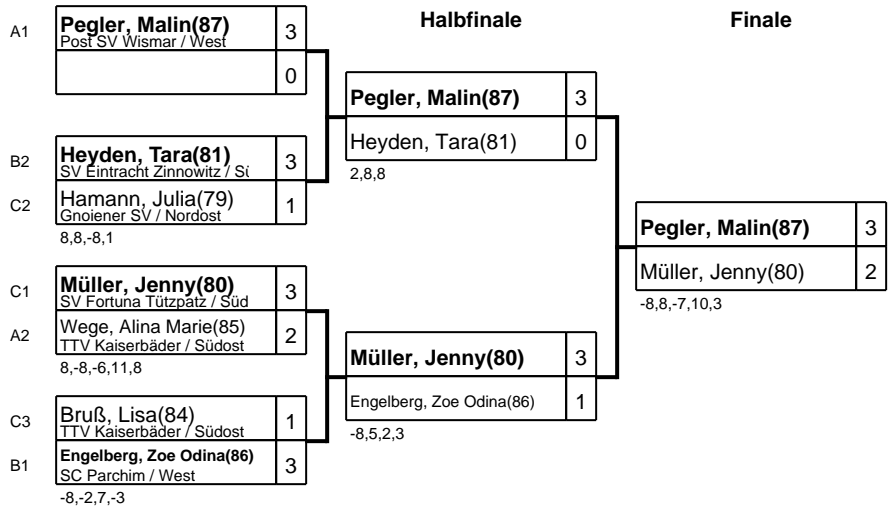 Halbfinale
Finale
A1
Pegler, Malin(87)
3
Post SV Wismar / West
0
B2
Heyden, Tara(81)
3
SV Eintracht Zinnowitz / Sü
C2
Hamann, Julia(79)
1
Gnoiener SV / Nordost
8,8,-8,1
C1
Müller, Jenny(80)
3
SV Fortuna Tützpatz / Süd
A2
Wege, Alina Marie(85)
2
TTV Kaiserbäder / Südost
8,-8,-6,11,8
C3
Bruß, Lisa(84)
1
TTV Kaiserbäder / Südost
B1
Engelberg, Zoe Odina(86)
3
SC Parchim / West
-8,-2,7,-3
Pegler, Malin(87)
3
Heyden, Tara(81)
0
2,8,8
Müller, Jenny(80)
3
Engelberg, Zoe Odina(86)
1
-8,5,2,3
Pegler, Malin(87)
3
Müller, Jenny(80)
2
-8,8,-7,10,3